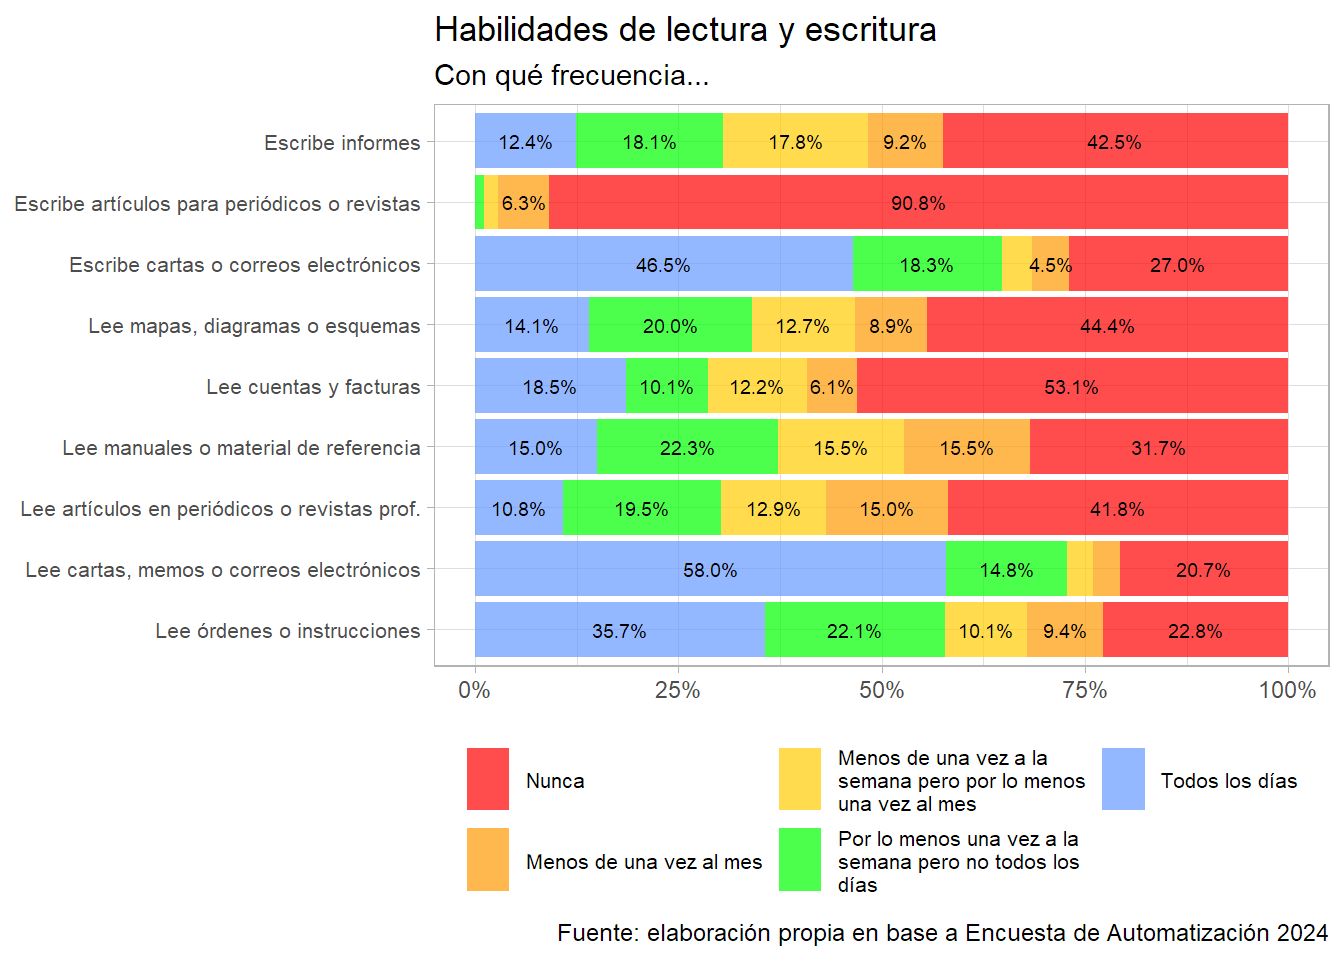 Habilidades de lectura y escritura
Con qué frecuencia...
Escribe informes 12.4% 18.1% 17.8% 9.2% 42.5%
Escribe artículos para periódicos o revistas 6.3% 90.8%
Escribe cartas o correos electrónicos 46.5% 18.3% 4.5% 27.0%
Lee mapas, diagramas o esquemas 14.1% 20.0% 12.7% 8.9% 44.4%
Lee cuentas y facturas 18.5% 10.1% 12.2% 6.1% 53.1%
Lee manuales o material de referencia 15.0% 22.3% 15.5% 15.5% 31.7%
Lee artículos en periódicos o revistas prof. 10.8% 19.5% 12.9% 15.0% 41.8%
Lee cartas, memos o correos electrónicos 58.0% 14.8% 20.7%
Lee órdenes o instrucciones 35.7% 22.1% 10.1% 9.4% 22.8%
0% 25% 50% 75% 100%
Nunca
Menos de una vez al mes
Menos de una vez a la
semana pero por lo menos
una vez al mes
Por lo menos una vez a la
semana pero no todos los
días
Todos los días
Fuente: elaboración propia en base a Encuesta de Automatización 2024